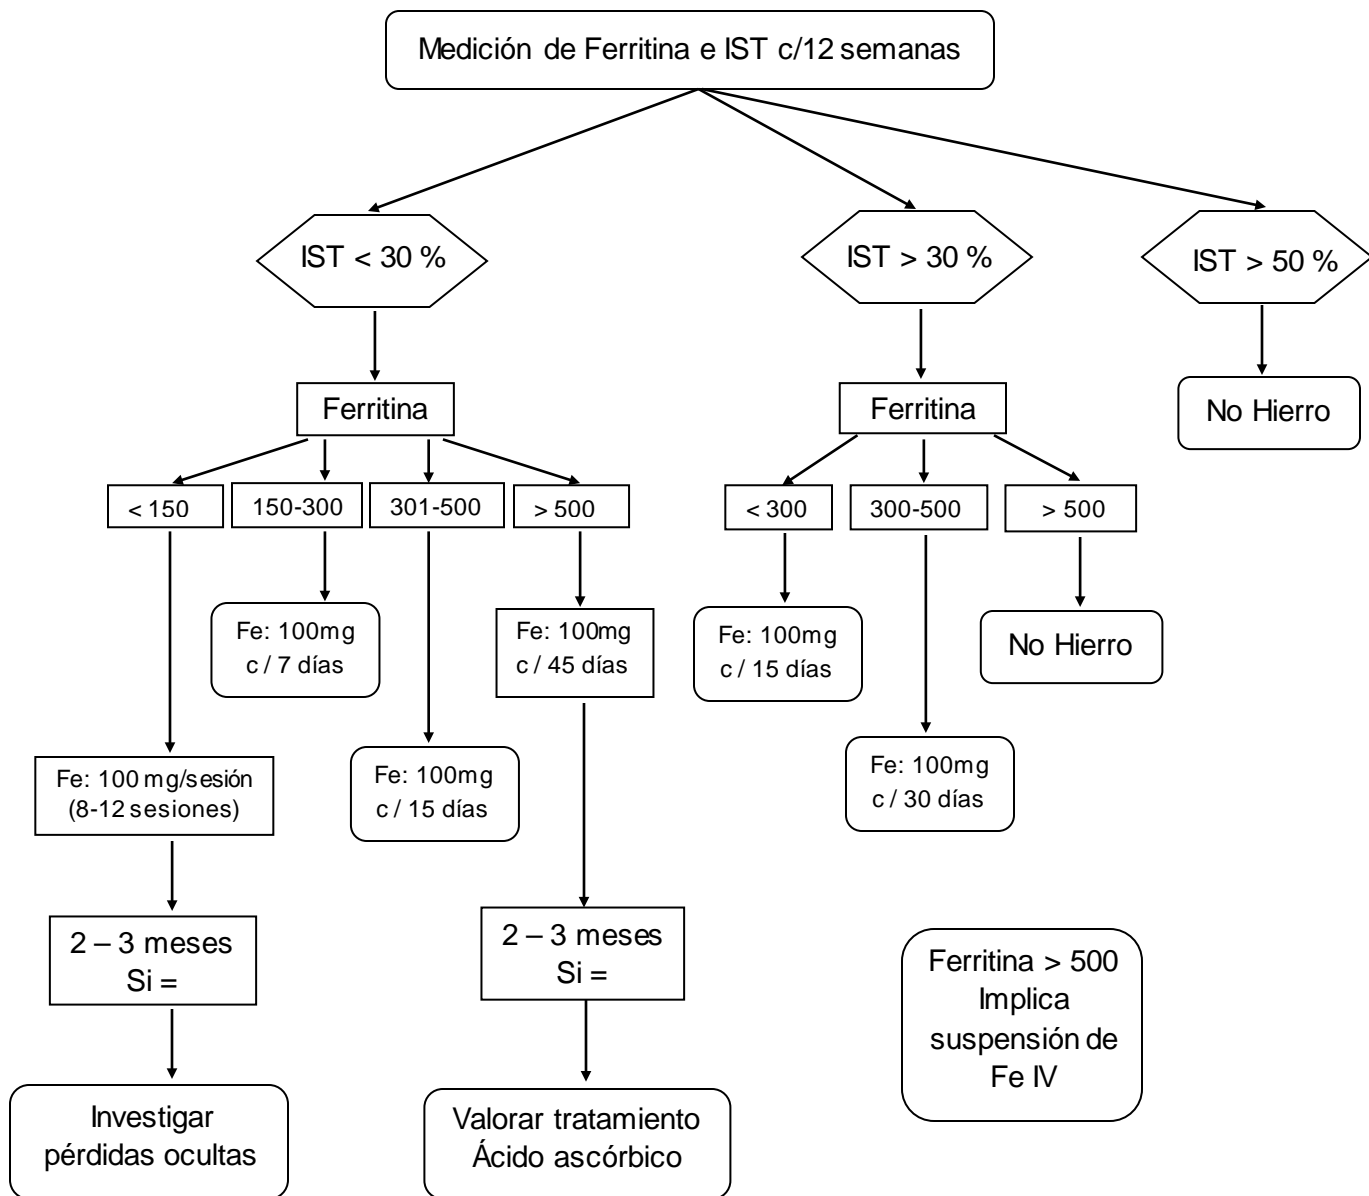 Medición de Ferritina e IST c/12 semanas
IST < 30 %
IST > 30 %
IST > 50 %
Ferritina
Ferritina
No Hierro
< 150
150-300
301-500
> 500
< 300
300-500
> 500
Fe: 100mg
c / 7 días
Fe: 100mg
c / 45 días
Fe: 100mg
c / 15 días
No Hierro
Fe: 100 mg/sesión
(8-12 sesiones)
Fe: 100mg
c / 15 días
Fe: 100mg
c / 30 días
2 – 3 meses
Si =
2 – 3 meses
Si =
Ferritina > 500
Implica
suspensión de
Fe IV
Investigar
pérdidas ocultas
Valorar tratamiento
Ácido ascórbico